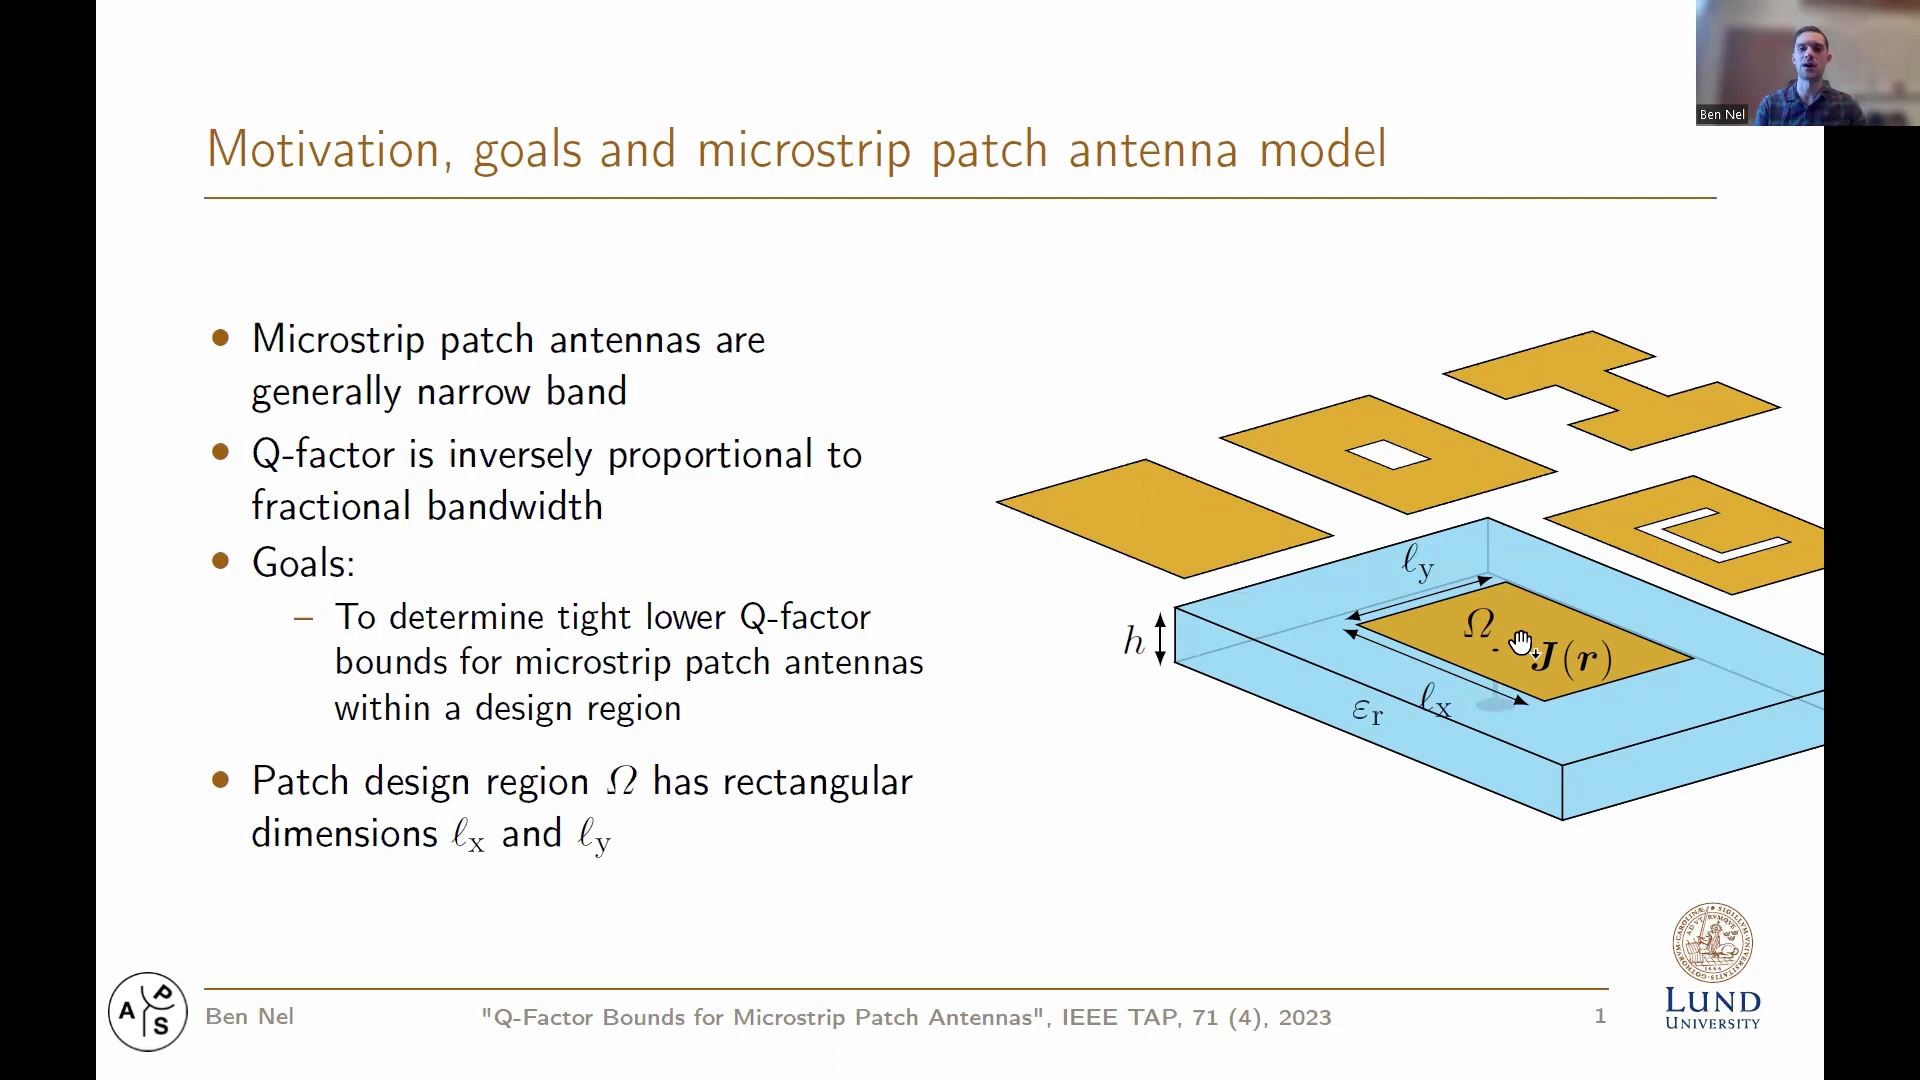 Ben Nel
Motivation, goals and microstrip patch antenna model
• Microstrip patch antennas are
generally narrow band
• Q-factor is inversely proportional to
fractional bandwidth
• Goals:
– To determine tight lower Q-factor
bounds for microstrip patch antennas
within a design region
• Patch design region Ω has rectangular
dimensions ℓx and ℓy
ℓy
h
Ω
J(r)
ℓx
εr
A P S
Ben Nel
"Q-Factor Bounds for Microstrip Patch Antennas", IEEE TAP, 71 (4), 2023
1
LUND
UNIVERSITY